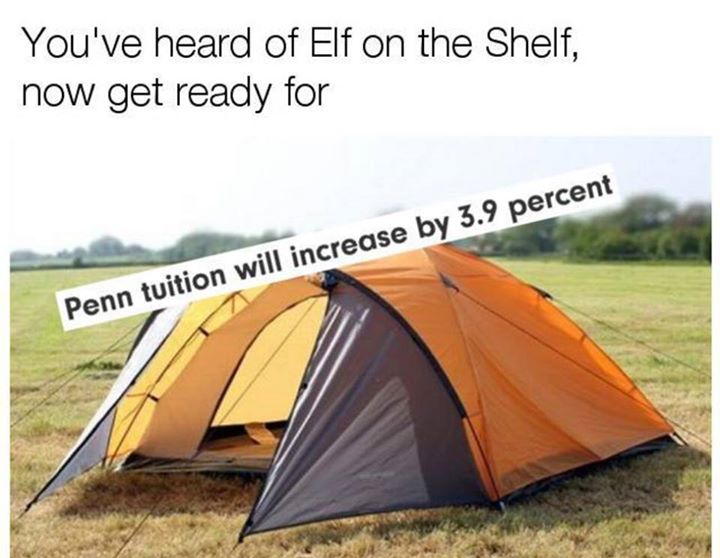 You've heard of Elf on the Shelf,
now get ready for
Penn tuition will increase by 3.9 percent